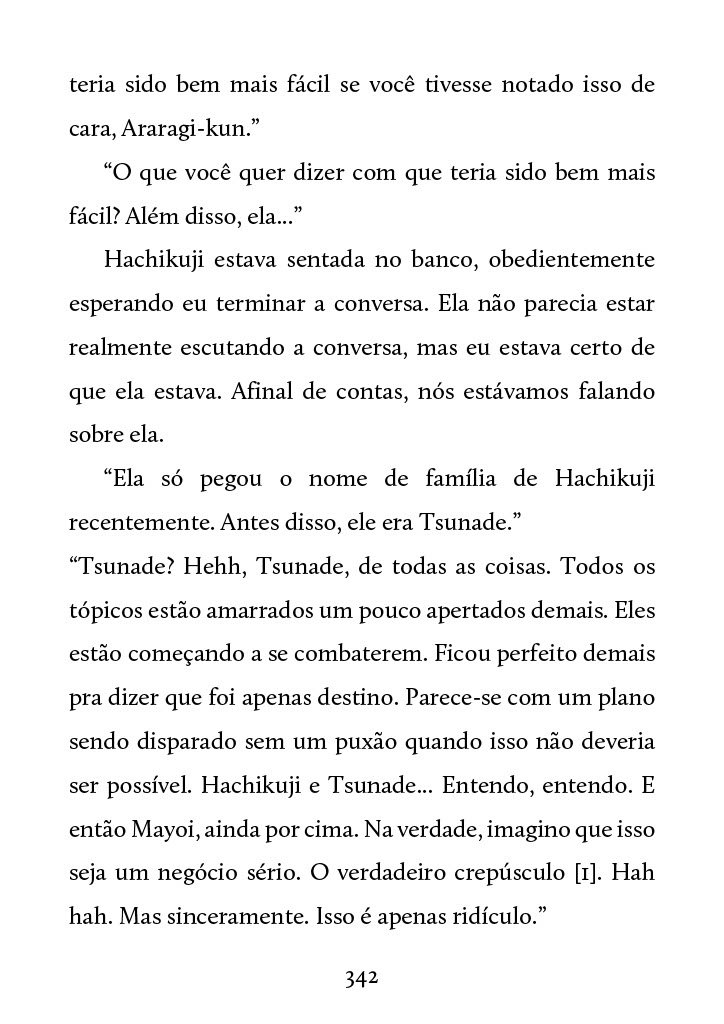 teria sido bem mais fácil se você tivesse notado isso de
cara, Araragi-kun.”
“O que você quer dizer com que teria sido bem mais
fácil? Além disso, ela...”
Hachikuji estava sentada no banco, obedientemente
esperando eu terminar a conversa. Ela não parecia estar
realmente escutando a conversa, mas eu estava certo de
que ela estava. Afinal de contas, nós estávamos falando
sobre ela.
“Ela só pegou o nome de família de Hachikuji
recentemente. Antes disso, ele era Tsunade.”
“Tsunade? Hehh, Tsunade, de todas as coisas. Todos os
tópicos estão amarrados um pouco apertados demais. Eles
estão começando a se combaterem. Ficou perfeito demais
pra dizer que foi apenas destino. Parece-se com um plano
sendo disparado sem um puxão quando isso não deveria
ser possível. Hachikuji e Tsunade... Entendo, entendo. E
então Mayoi, ainda por cima. Na verdade, imagino que isso
seja um negócio sério. O verdadeiro crepúsculo [1]. Hah
hah. Mas sinceramente. Isso é apenas ridículo.”
342